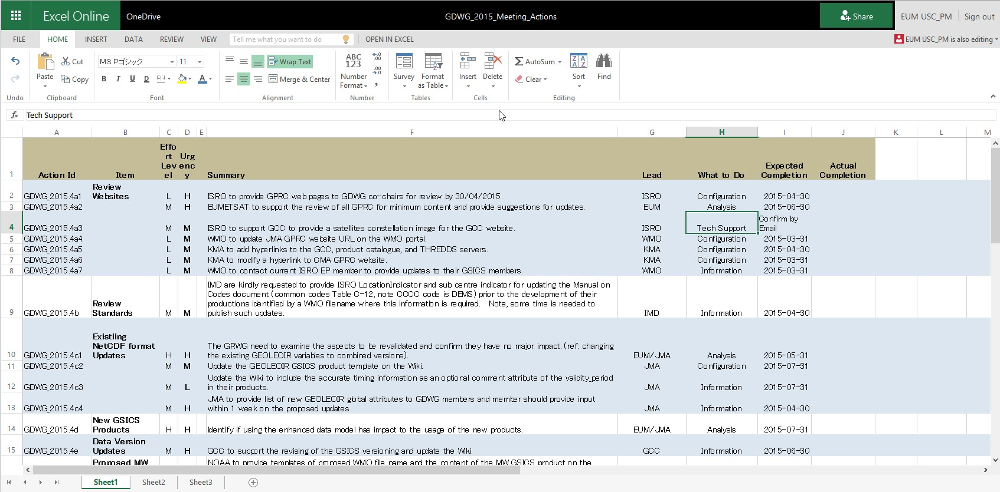 Excel Online OneDrive GDWG_2015_Meeting_Actions Share EUM USC_PM Sign out
FILE HOME INSERT DATA REVIEW VIEW Tell me what you want to do OPEN IN EXCEL EUM USC_PM is also editing
Undo
Paste Cut Copy
Clipboard
MS Pゴシック 11
B I U D A
Font
Wrap Text
Merge & Center
Alignment
ABC
123
Number
Format
.00
.00
Number
Survey
Format
as Table
Tables
Insert Delete
Cells
AutoSum
Clear
Sort Find
Editing
fx Tech Support
A B C D E F G H I J K L M
1 Action Id Item Effo
rt
Lev
el Urg
enc
y Summary Lead What to Do Expected
Completion Actual
Completion
2 GDWG_2015.4a1 Review
Websites L H ISRO to provide GPRC web pages to GDWG co-chairs for review by 30/04/2015. ISRO Configuration 2015-04-30
3 GDWG_2015.4a2 M H EUMETSAT to support the review of all GPRC for minimum content and provide suggestions for updates. EUM Analysis 2015-06-30
4 GDWG_2015.4a3 M M ISRO to support GCC to provide a satellites constellation image for the GCC website. ISRO Tech Support Confirm by
Email
5 GDWG_2015.4a4 L M WMO to update JMA GPRC website URL on the WMO portal. WMO Configuration 2015-03-31
6 GDWG_2015.4a5 L M KMA to add hyperlinks to the GCC, product catalogue, and THREDDS servers. KMA Configuration 2015-04-30
7 GDWG_2015.4a6 L M KMA to modify a hyperlink to CMA GPRC website. KMA Configuration 2015-03-31
8 GDWG_2015.4a7 L M WMO to contact current ISRO EP member to provide updates to their GSICS members. WMO Information 2015-03-31
9 GDWG_2015.4b Review
Standards M M IMD are kindly requested to provide ISRO LocationIndicator and sub centre indicator for updating the Manual on
Codes document (common codes Table C-12, note CCCC code is DEMS) prior to the development of their
productions identified by a WMO filename where this information is required. Note, some time is needed to
publish such updates. IMD Information 2015-04-30
10 GDWG_2015.4c1 Existiing
NetCDF format
Updates H H The GRWG need to examine the aspects to be revalidated and confirm they have no major impact. (ref: changing
the existing GEOLEOIR variables to combined versions). EUM/JMA Analysis 2015-05-31
11 GDWG_2015.4c2 M M Update the GEOLEOIR GSICS product template on the Wiki. JMA Configuration 2015-07-31
12 GDWG_2015.4c3 M L Update the Wiki to include the accurate timing information as an optional comment attribute of the validity_period
in their products. JMA Information 2015-07-31
13 GDWG_2015.4c4 M H JMA to provide list of new GEOLEOIR global attributes to GDWG members and member should provide input
within 1 week on the proposed updates JMA Information 2015-04-30
14 GDWG_2015.4d New GSICS
Products H H identify if using the enhanced data model has impact to the usage of the new products. EUM/JMA Analysis 2015-07-31
15 GDWG_2015.4e Data Version
Updates M H GCC to support the revising of the GSICS versioning and update the Wiki. GCC Information 2015-06-30
Proposed MW NOAA to provide templates of proposed WMO file name and the content of the MW GSICS product on the
Sheet1 Sheet2 Sheet3